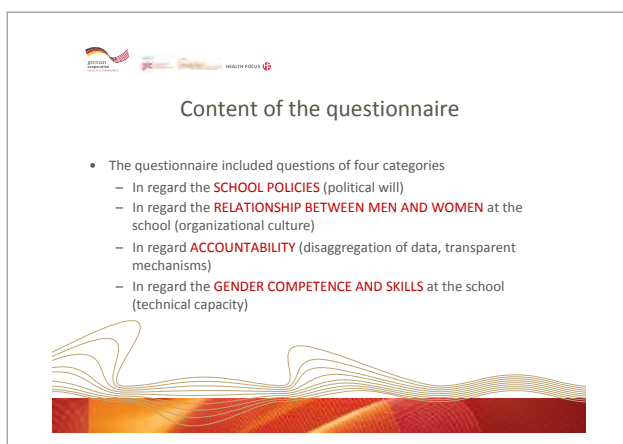 german
cooperation
HEALTH FOCUS
Content of the questionnaire
• The questionnaire included questions of four categories
– In regard the SCHOOL POLICIES (political will)
– In regard the RELATIONSHIP BETWEEN MEN AND WOMEN at the
school (organizational culture)
– In regard ACCOUNTABILITY (disaggregation of data, transparent
mechanisms)
– In regard the GENDER COMPETENCE AND SKILLS at the school
(technical capacity)